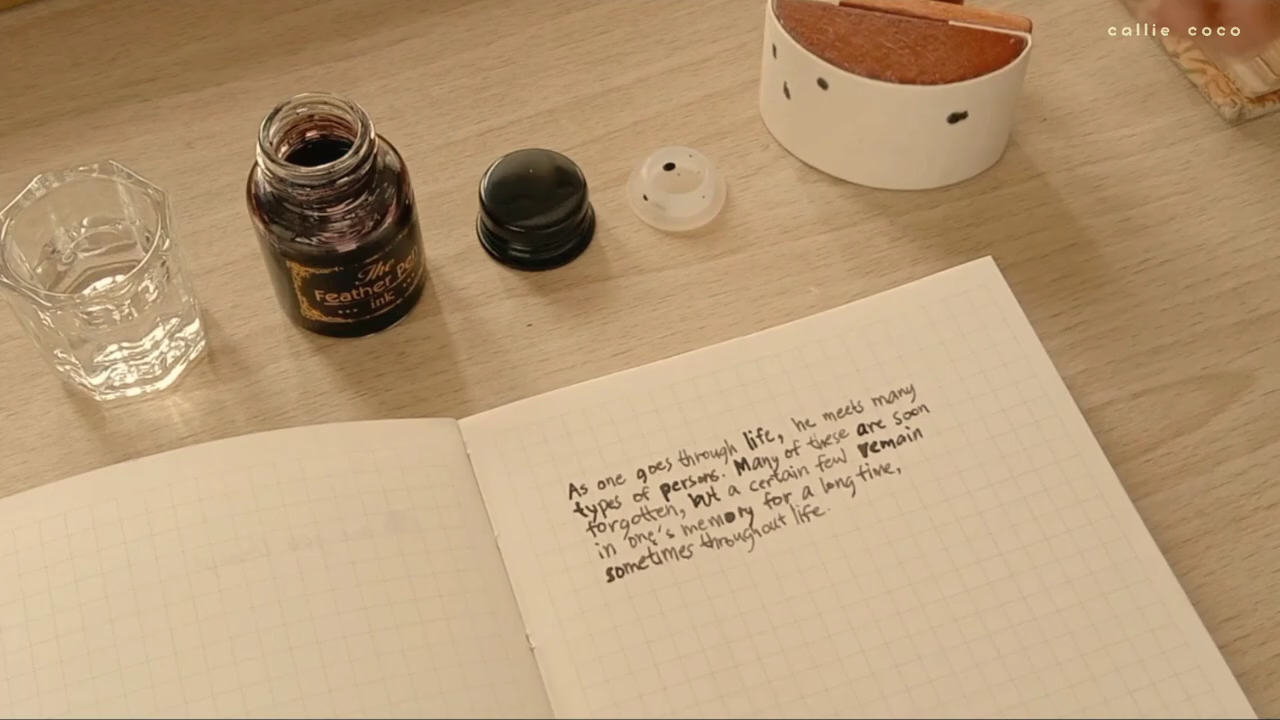 callie coco
The
Feather Pen
ink
As one goes through life, he meets many
types of persons. Many of these are soon
forgotten, but a certain few remain
in one's memory for a long time,
sometimes throughout life.